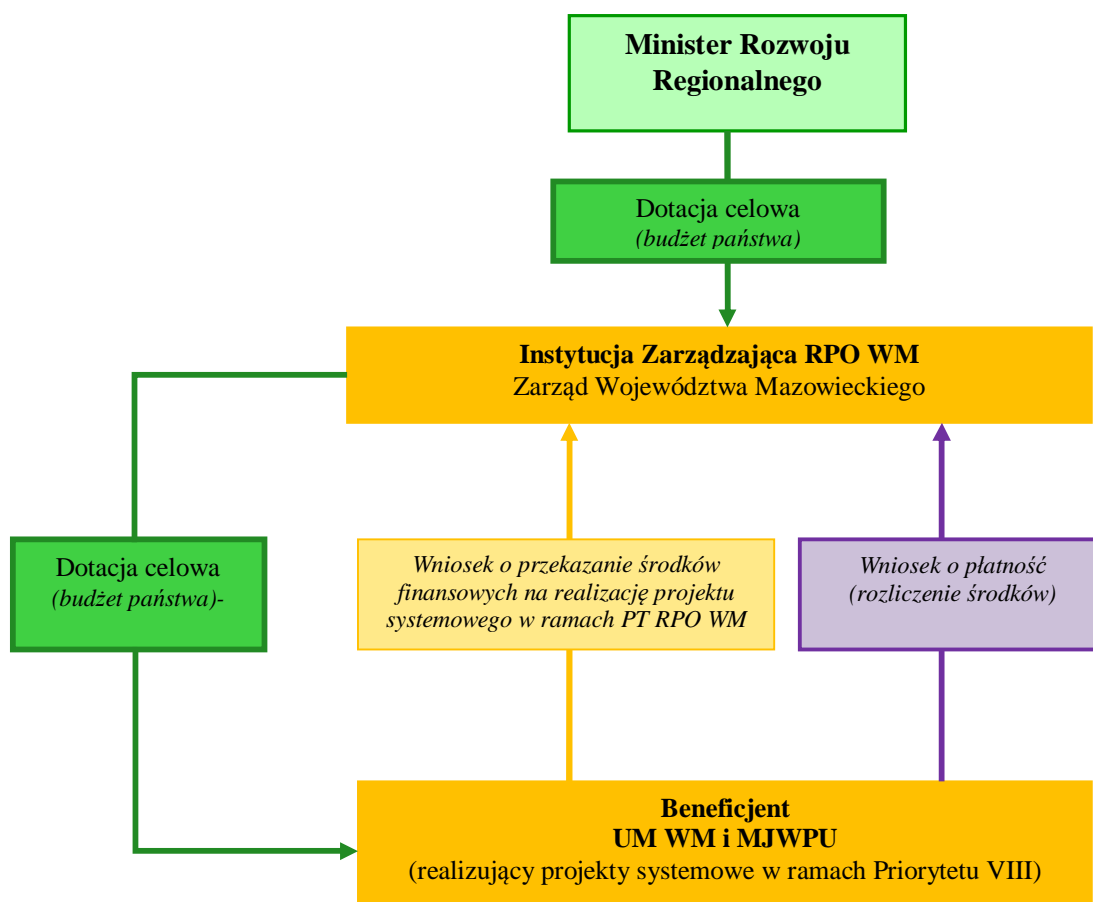 Minister Rozwoju
Regionalnego
Dotacja celowa
(budżet państwa)
Instytucja Zarządzająca RPO WM
Zarząd Województwa Mazowieckiego
Dotacja celowa
(budżet państwa)-
Wniosek o przekazanie środków
finansowych na realizację projektu
systemowego w ramach PT RPO WM
Wniosek o płatność
(rozliczenie środków)
Beneficjent
UM WM i MJWPU
(realizujący projekty systemowe w ramach Priorytetu VIII)